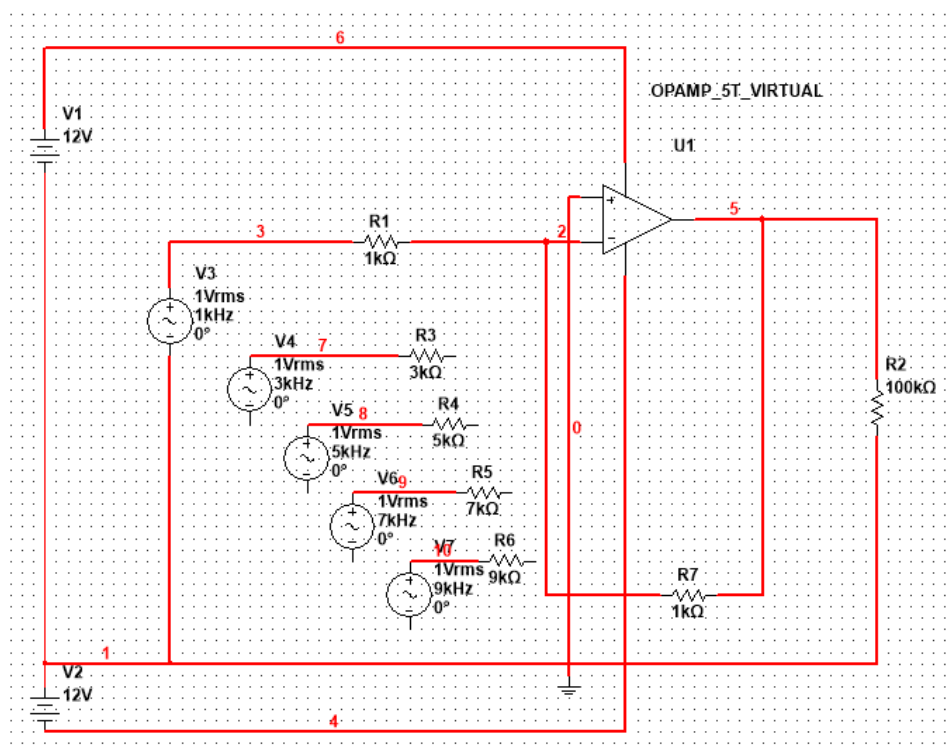 6
OPAMP_5T_VIRTUAL
V1
12V
U1
+
-
5
3
R1
1kΩ
2
V3
1Vrms
1kHz
0°
V4
1Vrms
3kHz
0°
7
R3
3kΩ
R2
100kΩ
V5
1Vrms
5kHz
0°
8
R4
5kΩ
0
V6
1Vrms
7kHz
0°
9
R5
7kΩ
V7
1Vrms
9kHz
0°
10
R6
9kΩ
R7
1kΩ
1
V2
12V
4